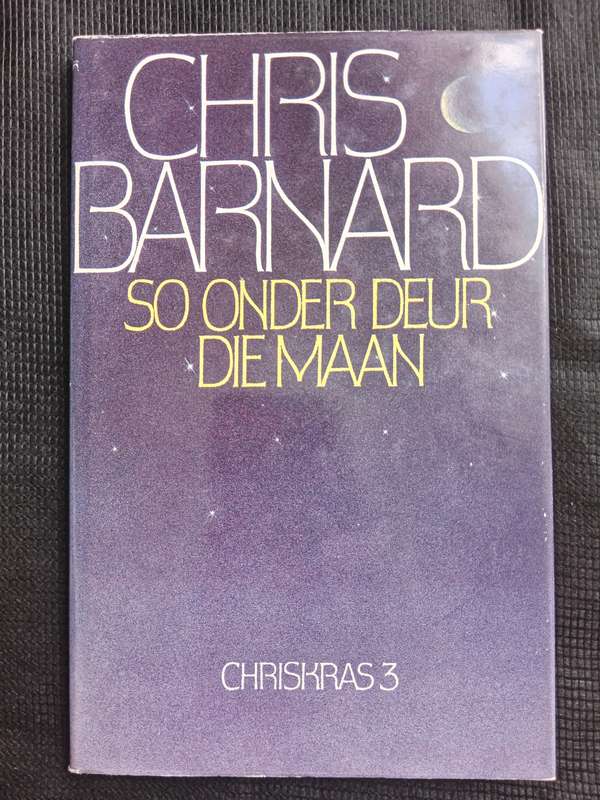 CHRIS
BARNARD
SO ONDER DEUR
DIE MAAN
CHRISKRAS 3